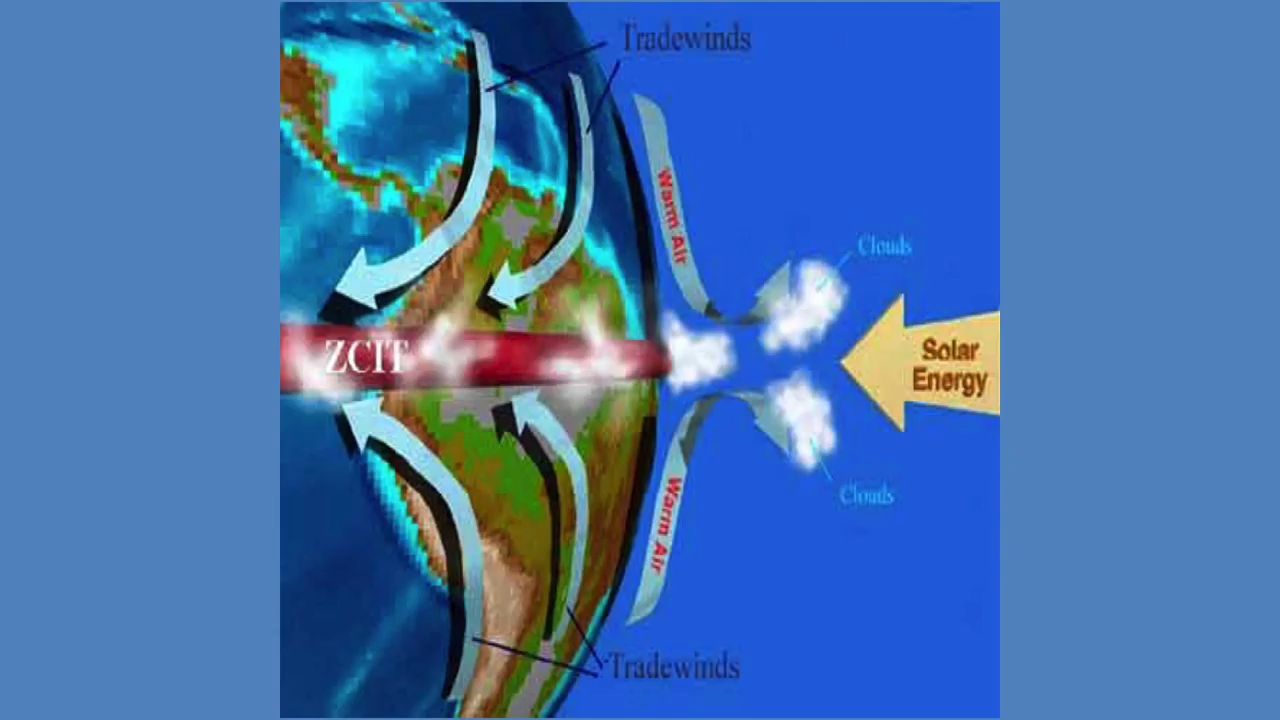 Tradewinds
Warm Air
Clouds
ZCIT
Solar
Energy
Clouds
Warm Air
Tradewinds